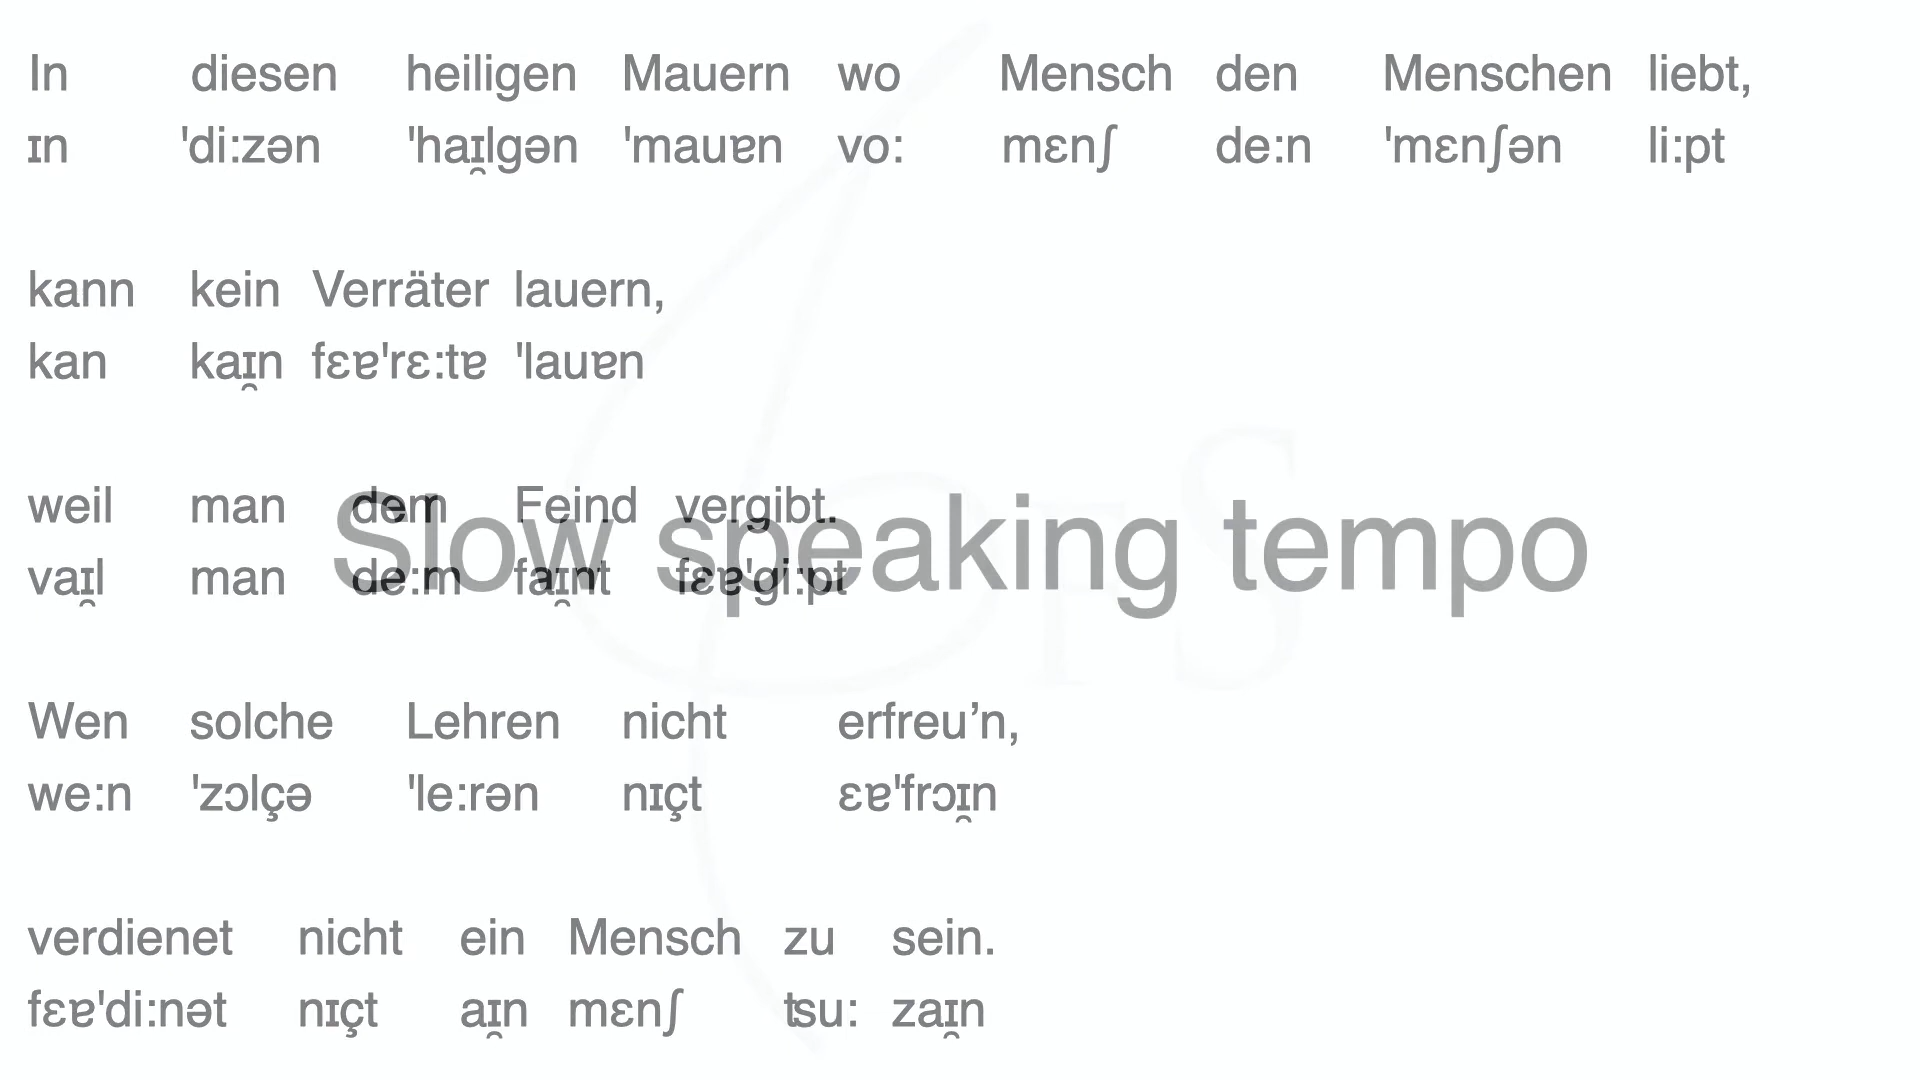 In diesen heiligen Mauern wo Mensch den Menschen liebt,
ɪn 'di:zən 'haɪ̯lgən 'mauɐn vo: mɛnʃ de:n 'mɛnʃən li:pt
kann kein Verräter lauern,
kan kaɪ̯n fɛɐ'rɛ:tɐ 'lauɐn
weil man dem Feind vergibt.
Slow speaking tempo
vaɪ̯l man de:m faɪ̯nt fɛɐ'gi:pt
Wen solche Lehren nicht erfreu’n,
we:n 'zɔlçə 'le:rən nɪçt ɛɐ'frɔɪ̯n
verdienet nicht ein Mensch zu sein.
fɛɐ'di:nət nɪçt aɪ̯n mɛnʃ ʦu: zaɪ̯n
FS